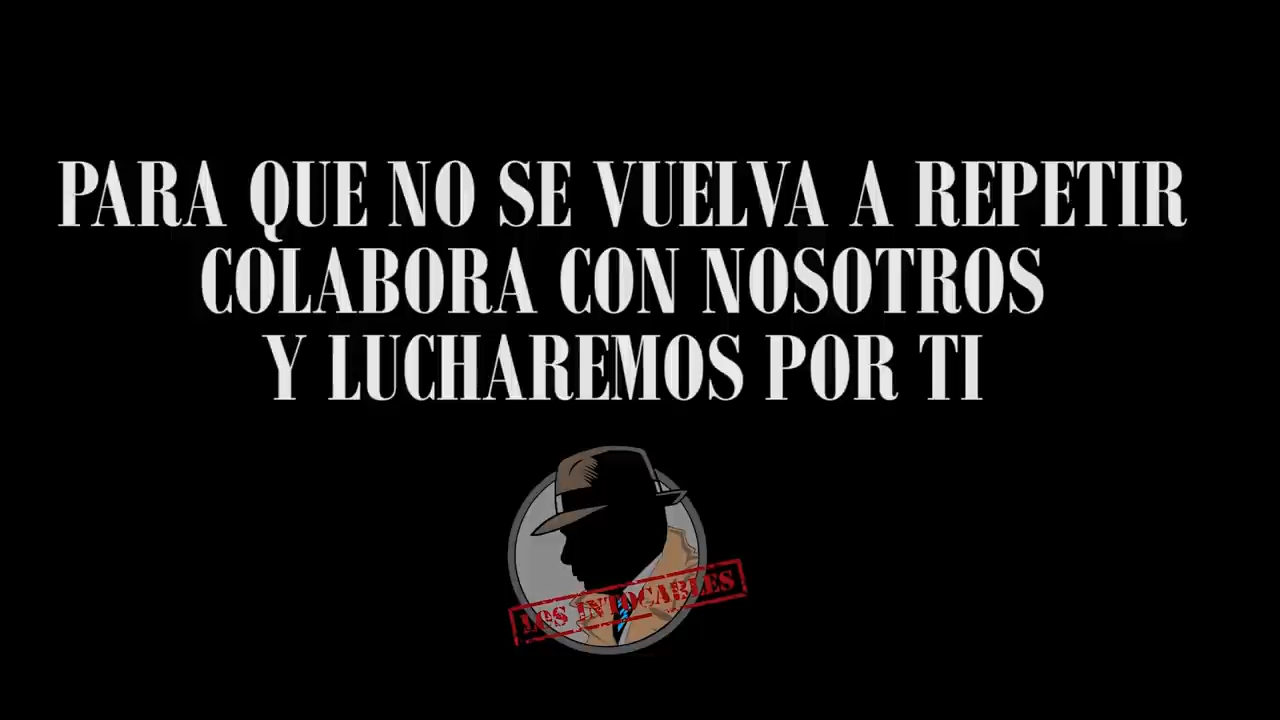 PARA QUE NO SE VUELVA A REPETIR
COLABORA CON NOSOTROS
Y LUCHAREMOS POR TI
LOS INTOCABLES